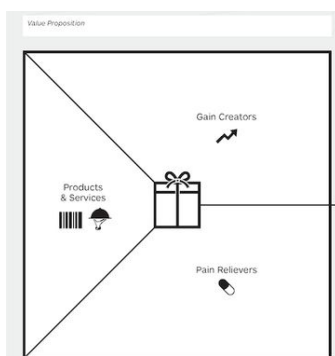 Value Proposition
Gain Creators
Products
& Services
Pain Relievers